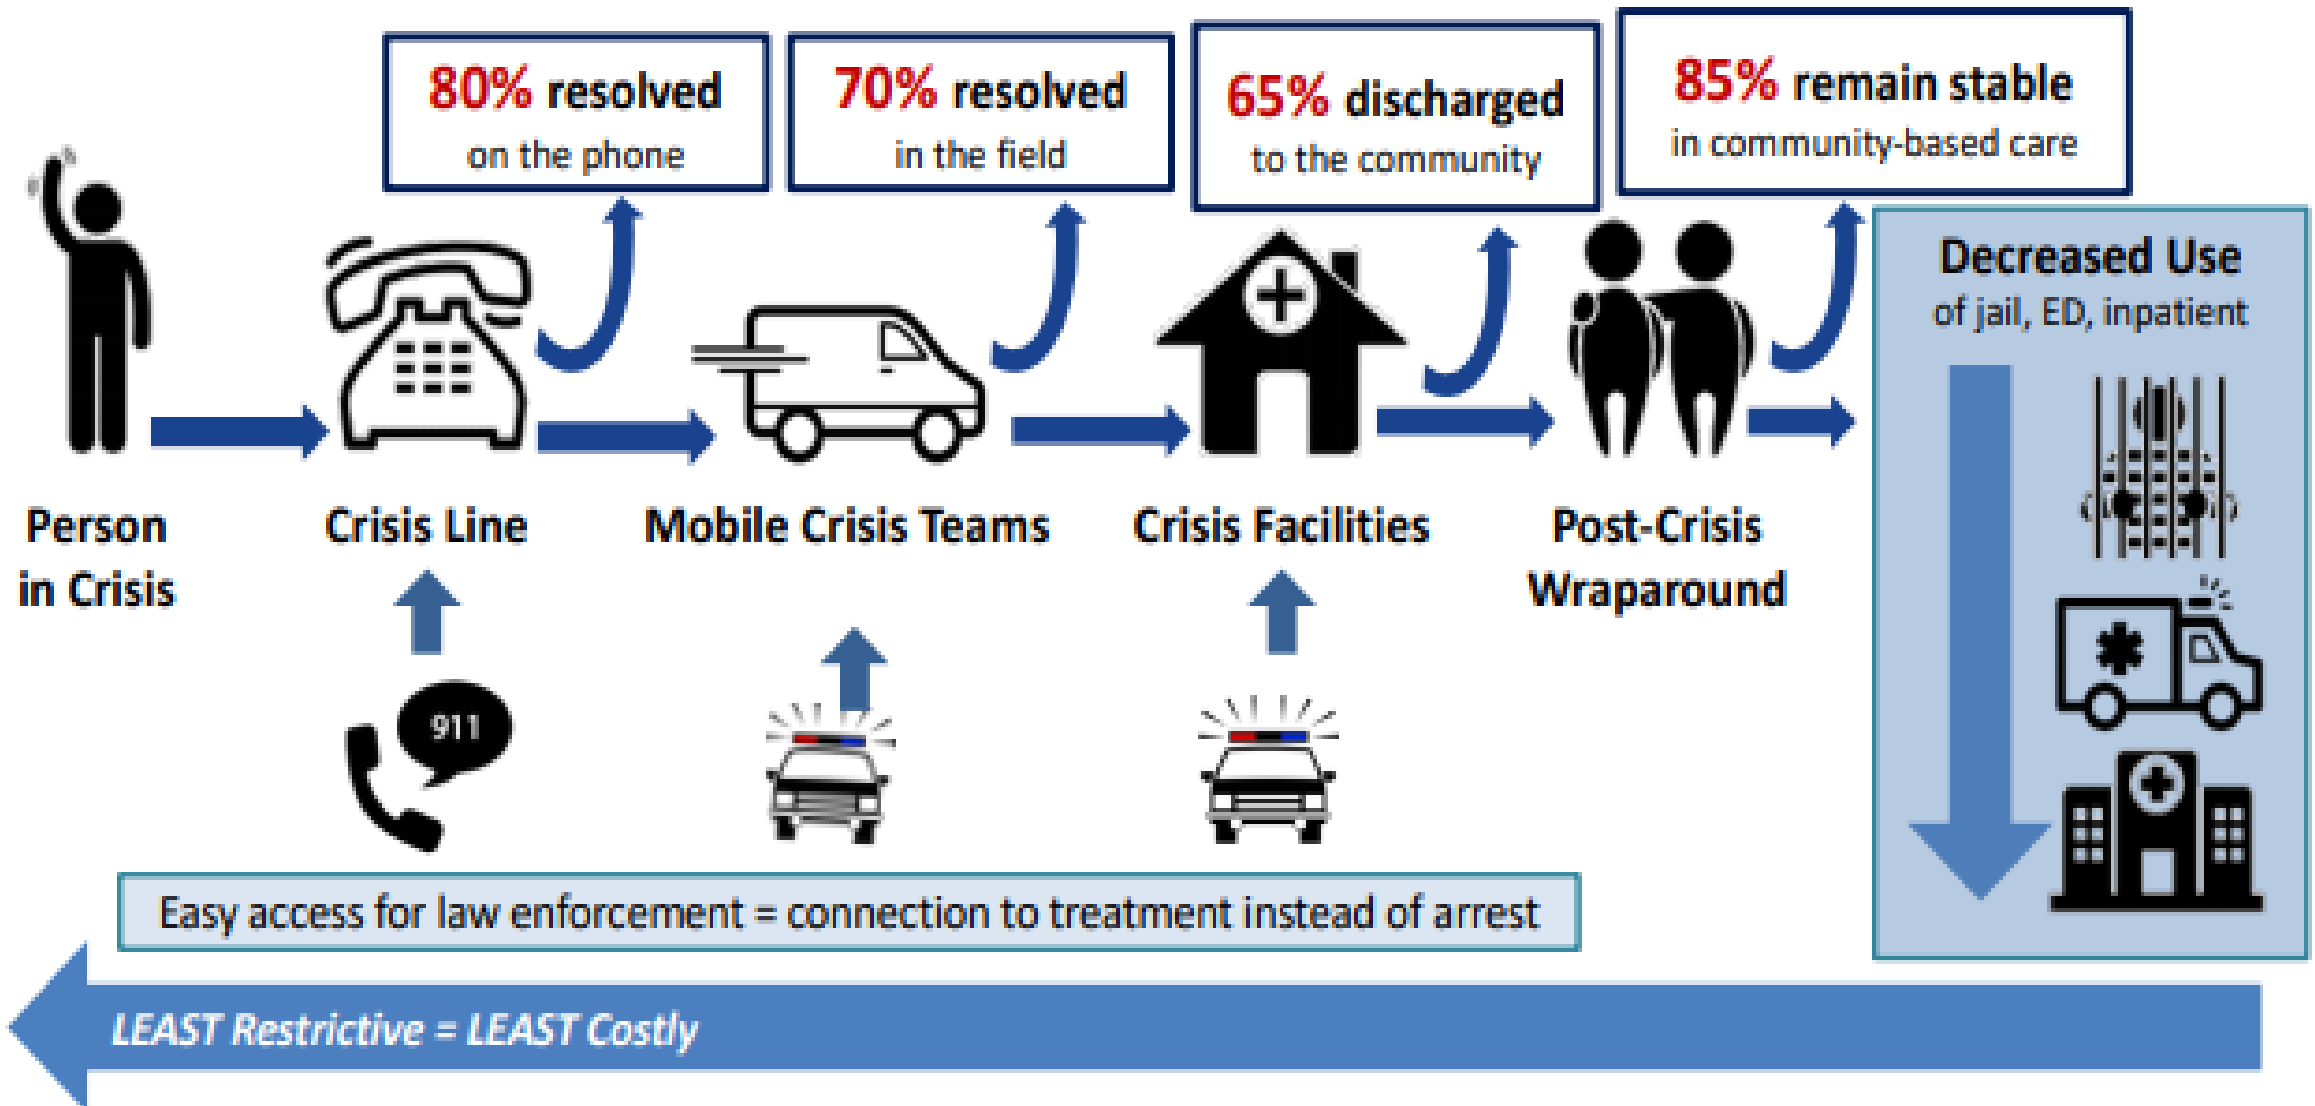 80% resolved
on the phone
70% resolved
in the field
65% discharged
to the community
85% remain stable
in community-based care
Decreased Use
of jail, ED, inpatient
Person
in Crisis
Crisis Line
Mobile Crisis Teams
Crisis Facilities
Post-Crisis
Wraparound
911
Easy access for law enforcement = connection to treatment instead of arrest
LEAST Restrictive = LEAST Costly